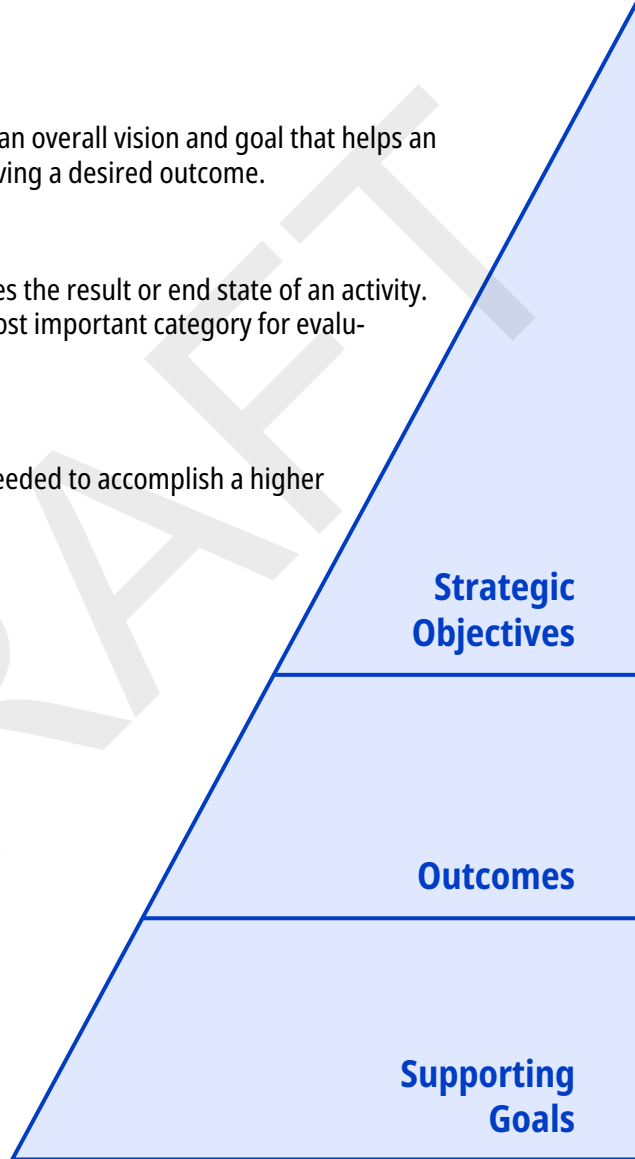 an overall vision and goal that helps an
ving a desired outcome.
es the result or end state of an activity.
ost important category for evalu-
eeded to accomplish a higher
Strategic
Objectives
Outcomes
Supporting
Goals
RAFT